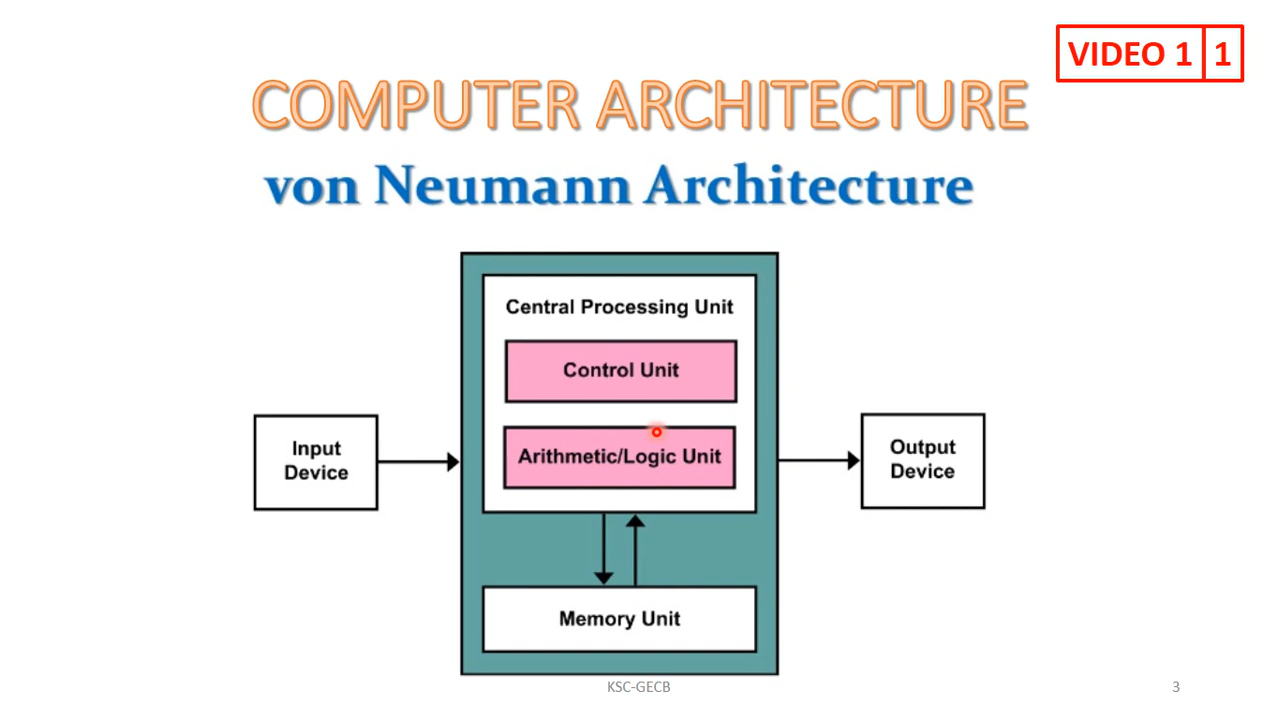 VIDEO 1 1
COMPUTER ARCHITECTURE
von Neumann Architecture
Central Processing Unit
Control Unit
Arithmetic/Logic Unit
Input
Device
Output
Device
Memory Unit
KSC-GECB
3